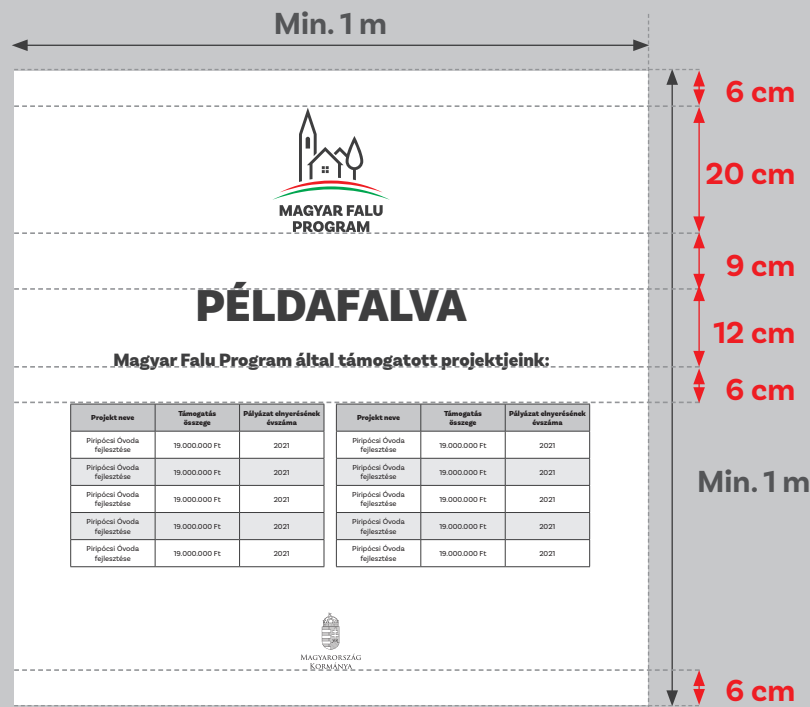 Min. 1 m
6 cm
20 cm
MAGYAR FALU
PROGRAM
9 cm
PÉLDAFALVA
12 cm
Magyar Falu Program által támogatott projektjeink:
6 cm
Projekt neve Támogatás összege Pályázat elnyerésének évszáma Projekt neve Támogatás összege Pályázat elnyerésének évszáma
Piripócsi Óvoda fejlesztése 19.000.000 Ft 2021 Piripócsi Óvoda fejlesztése 19.000.000 Ft 2021
Piripócsi Óvoda fejlesztése 19.000.000 Ft 2021 Piripócsi Óvoda fejlesztése 19.000.000 Ft 2021
Piripócsi Óvoda fejlesztése 19.000.000 Ft 2021 Piripócsi Óvoda fejlesztése 19.000.000 Ft 2021
Piripócsi Óvoda fejlesztése 19.000.000 Ft 2021 Piripócsi Óvoda fejlesztése 19.000.000 Ft 2021
Piripócsi Óvoda fejlesztése 19.000.000 Ft 2021 Piripócsi Óvoda fejlesztése 19.000.000 Ft 2021
Min. 1 m
Magyarország
Kormánya
6 cm